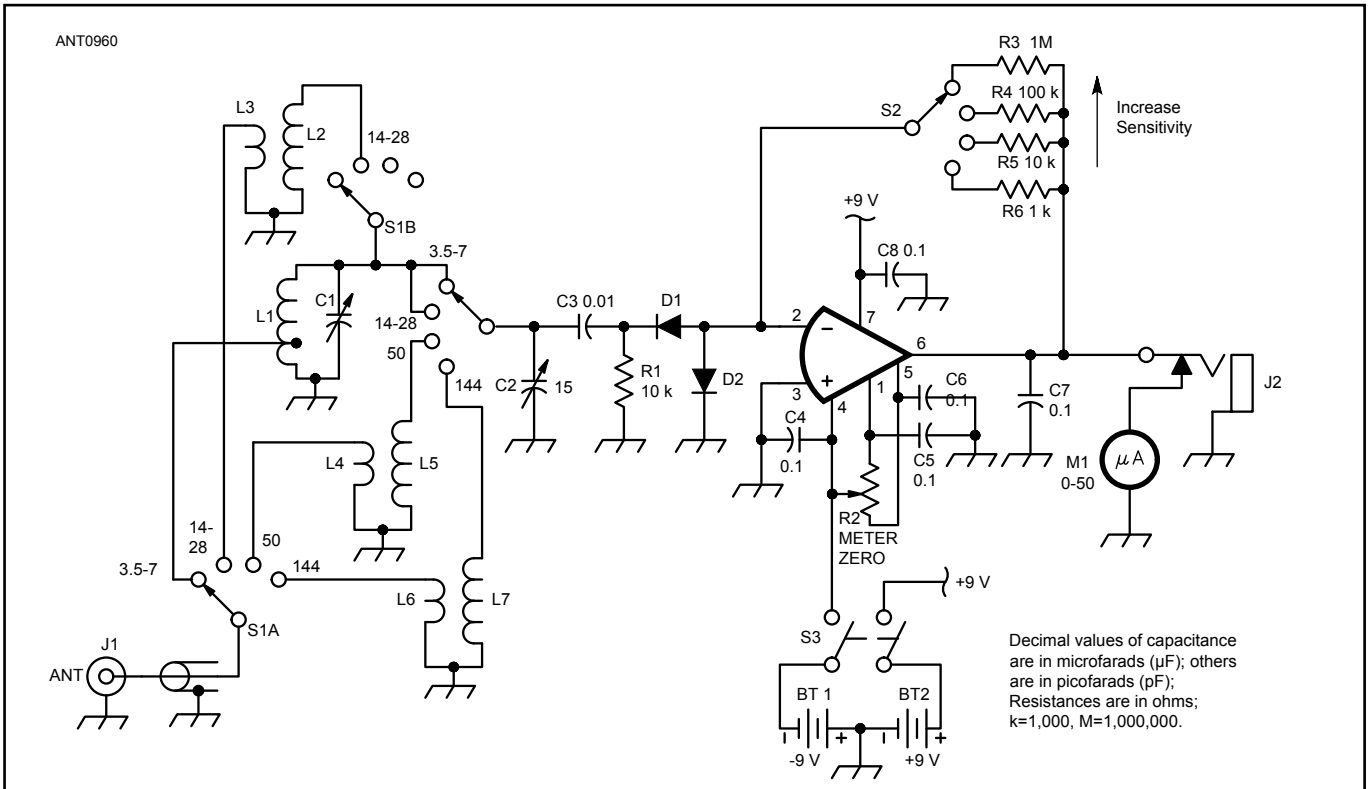 ANT0960
R3 1M
L3
R4 100 k
Increase
Sensitivity
L2
14-28
S2
R5 10 k
R6 1 k
+9 V
S1B
3.5-7
C8 0.1
C1
L1
C3 0.01
D1
14-28
2
–
7
50
6
R1
10 k
D2
5
C2
15
144
+
3
1
4
C6
0.1
C7
0.1
J2
C4
0.1
L4
L5
C5
0.1
M1
0-50
µA
R2
METER
ZERO
14-
28
50
3.5-7
144
+9 V
L6
L7
S1A
S3
J1
ANT
Decimal values of capacitance
are in microfarads (µF); others
are in picofarads (pF);
Resistances are in ohms;
k=1,000, M=1,000,000.
BT 1
BT2
– + – +
-9 V
+9 V